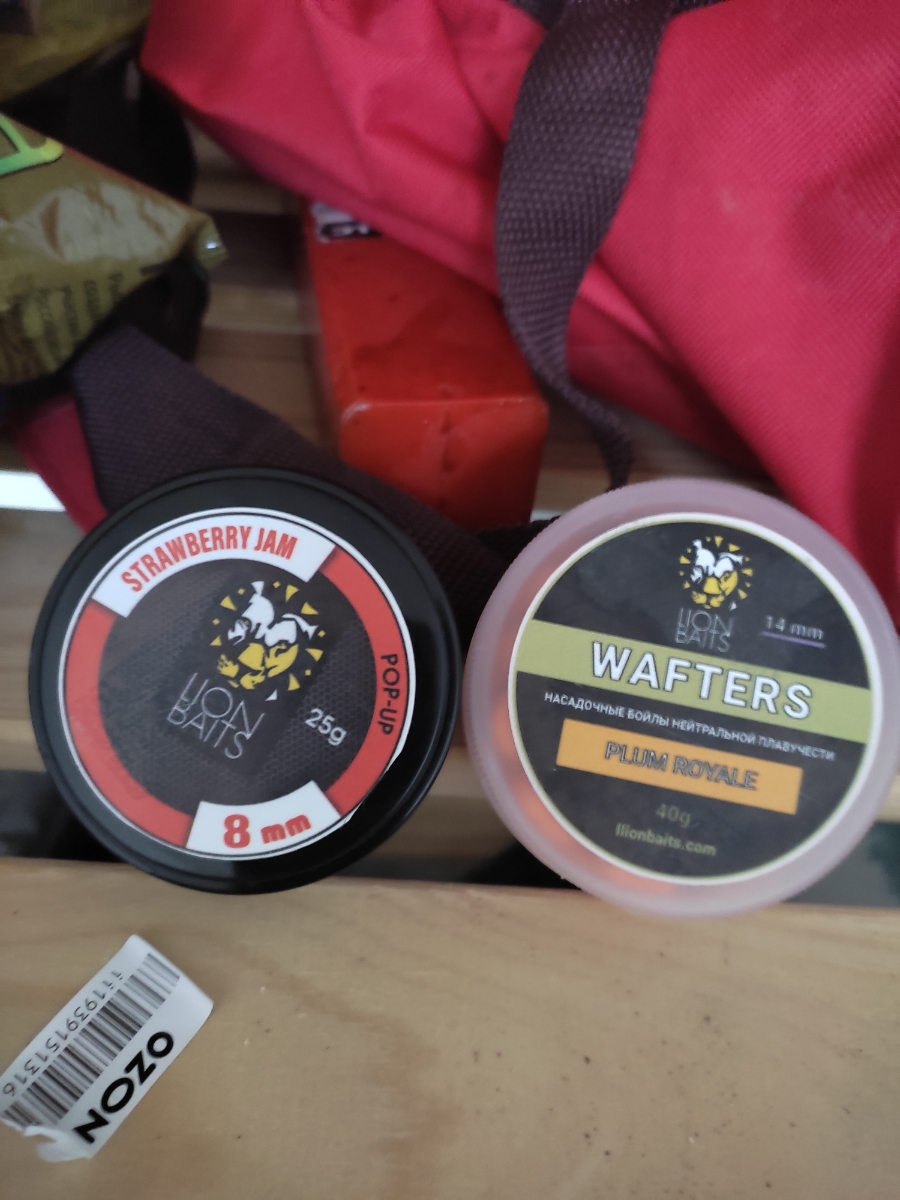 STRAWBERRY JAM
LION
BAITS
25g
POP-UP
8 mm
LION
BAITS
14 mm
WAFTERS
НАСАДОЧНЫЕ БОЙЛЫ НЕЙТРАЛЬНОЙ ПЛАВУЧЕСТИ
PLUM ROYALE
40g
llionbaits.com
OZON